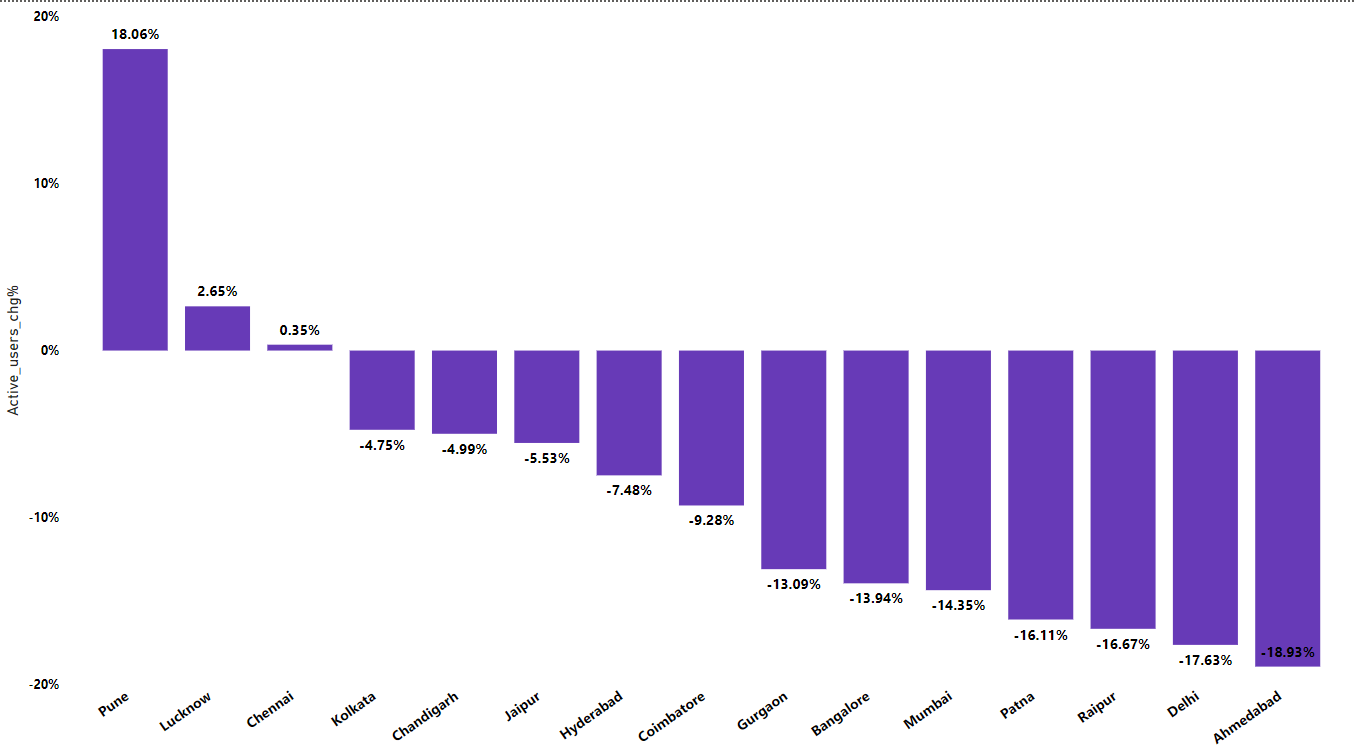 20%
10%
0%
-10%
-20%
Active_users_chg%
18.06%
2.65%
0.35%
-4.75%
-4.99%
-5.53%
-7.48%
-9.28%
-13.09%
-13.94%
-14.35%
-16.11%
-16.67%
-17.63%
-18.93%
Pune
Lucknow
Chennai
Kolkata
Chandigarh
Jaipur
Hyderabad
Coimbatore
Gurgaon
Bangalore
Mumbai
Patna
Raipur
Delhi
Ahmedabad